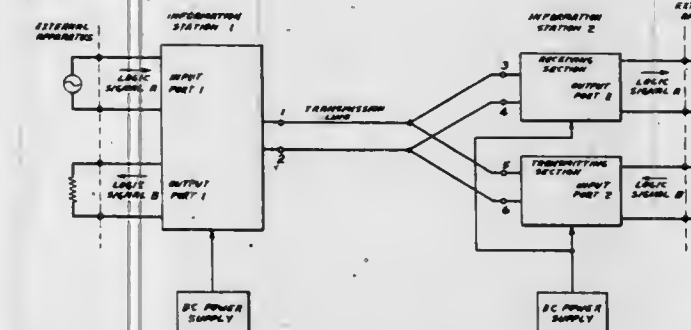 EXTERNAL
APPARATUS
INFORMATION
STATION 1
LOGIC
SIGNAL A
INPUT
PORT 1
LOGIC
SIGNAL B
OUTPUT
PORT 1
DC POWER
SUPPLY
1
TRANSMISSION
LINE
2
INFORMATION
STATION 2
3
4
RECEIVING
SECTION
OUTPUT
PORT 2
LOGIC
SIGNAL A
5
6
TRANSMITTING
SECTION
INPUT
PORT 2
LOGIC
SIGNAL B
DC POWER
SUPPLY